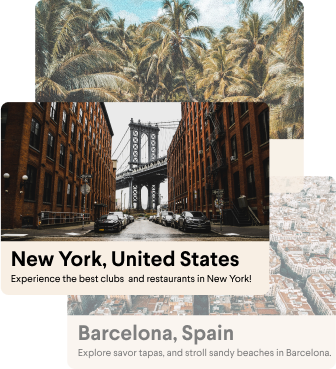 New York, United States
Experience the best clubs and restaurants in New York!
Barcelona, Spain
Explore savor tapas, and stroll sandy beaches in Barcelona.